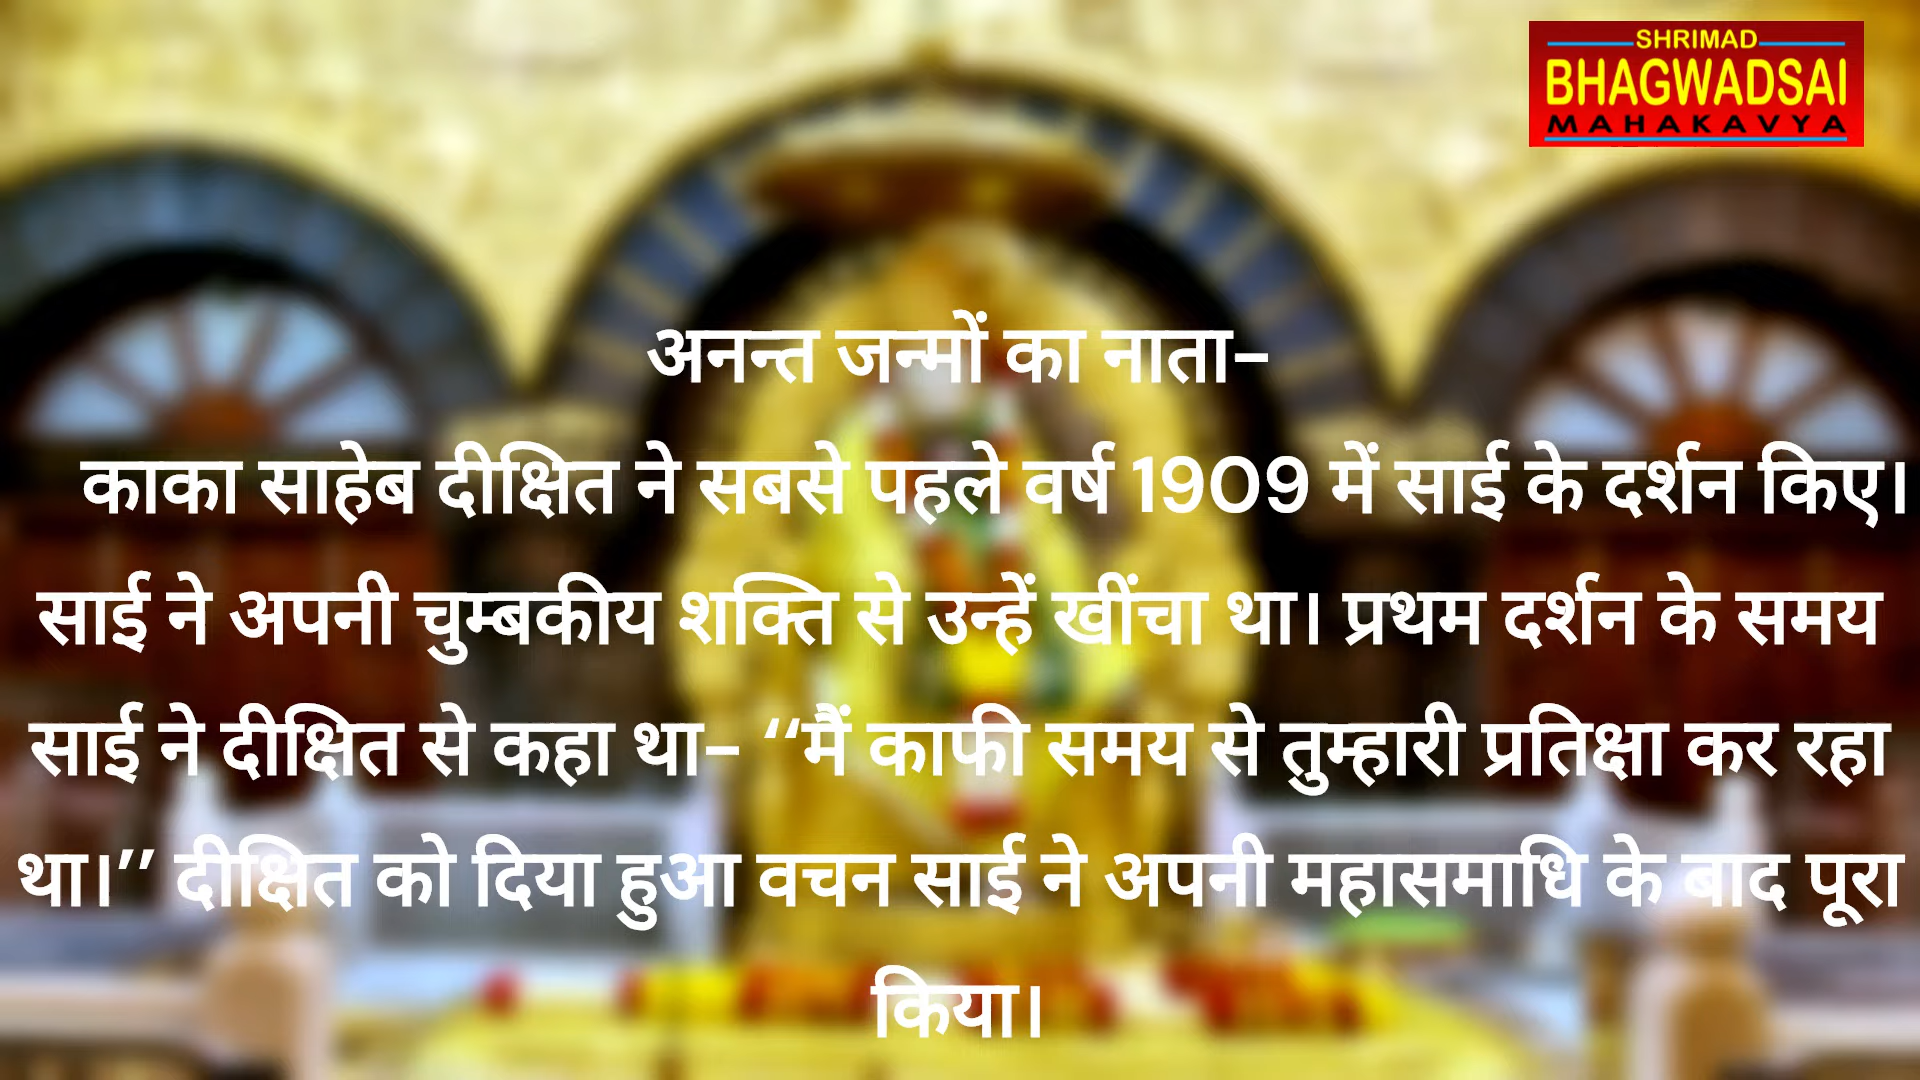 SHRIMAD
BHAGWADSAI
MAHAKAVYA
अनन्त जन्मों का नाता-
काका साहेब दीक्षित ने सबसे पहले वर्ष 1909 में साई के दर्शन किए।
साई ने अपनी चुम्बकीय शक्ति से उन्हें खींचा था। प्रथम दर्शन के समय
साई ने दीक्षित से कहा था- ‘‘मैं काफी समय से तुम्हारी प्रतिक्षा कर रहा
था।’’ दीक्षित को दिया हुआ वचन साई ने अपनी महासमाधि के बाद पूरा
किया।